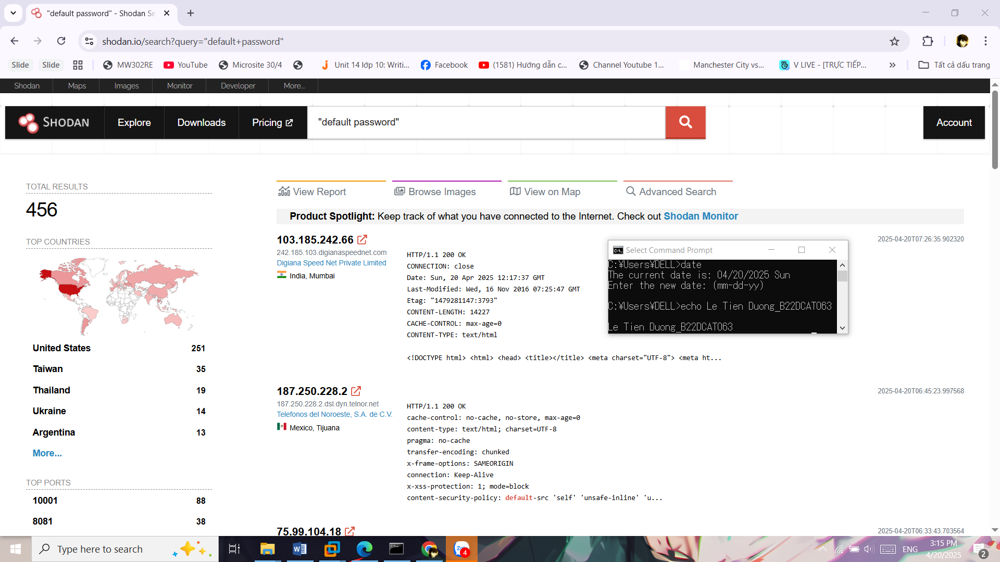 "default password" - Shodan Se
shodan.io/search?query="default+password"
Slide Slide MW302RE YouTube Microsite 30/4 Unit 14 lớp 10: Writi... Facebook (1581) Hướng dẫn c... Channel Youtube 1... Manchester City vs... V LIVE - [TRỰC TIẾP... Tất cả dấu trang
Shodan Maps Images Monitor Developer More...
SHODAN Explore Downloads Pricing "default password" Account
TOTAL RESULTS
456
TOP COUNTRIES
United States 251
Taiwan 35
Thailand 19
Ukraine 14
Argentina 13
More...
TOP PORTS
10001 88
8081 38
View Report Browse Images View on Map Advanced Search
Product Spotlight: Keep track of what you have connected to the Internet. Check out Shodan Monitor
103.185.242.66
242.185.103.digianaspeednet.com
Digiana Speed Net Private Limited
India, Mumbai
2025-04-20T07:26:35.902320
HTTP/1.1 200 OK
CONNECTION: close
Date: Sun, 20 Apr 2025 12:17:37 GMT
Last-Modified: Wed, 16 Nov 2016 07:25:47 GMT
Etag: "1479281147:3793"
CONTENT-LENGTH: 14227
CACHE-CONTROL: max-age=0
CONTENT-TYPE: text/html
<!DOCTYPE html> <html> <head> <title></title> <meta charset="UTF-8"> <meta ht...
Select Command Prompt
C:¥Users¥DELL>date
The current date is: 04/20/2025 Sun
Enter the new date: (mm-dd-yy)
C:¥Users¥DELL>echo Le Tien Duong_B22DCAT063
Le Tien Duong_B22DCAT063
187.250.228.2
187.250.228.2.dsl.dyn.telnor.net
Telefonos del Noroeste, S.A. de C.V.
Mexico, Tijuana
2025-04-20T06:45:23.997568
HTTP/1.1 200 OK
cache-control: no-cache, no-store, max-age=0
content-type: text/html; charset=UTF-8
pragma: no-cache
transfer-encoding: chunked
x-frame-options: SAMEORIGIN
connection: Keep-Alive
x-xss-protection: 1; mode=block
content-security-policy: default-src 'self' 'unsafe-inline' 'u...
75.99.104.18
2025-04-20T06:33:43.703564
Type here to search
4
ENG
3:15 PM
4/20/2025
2